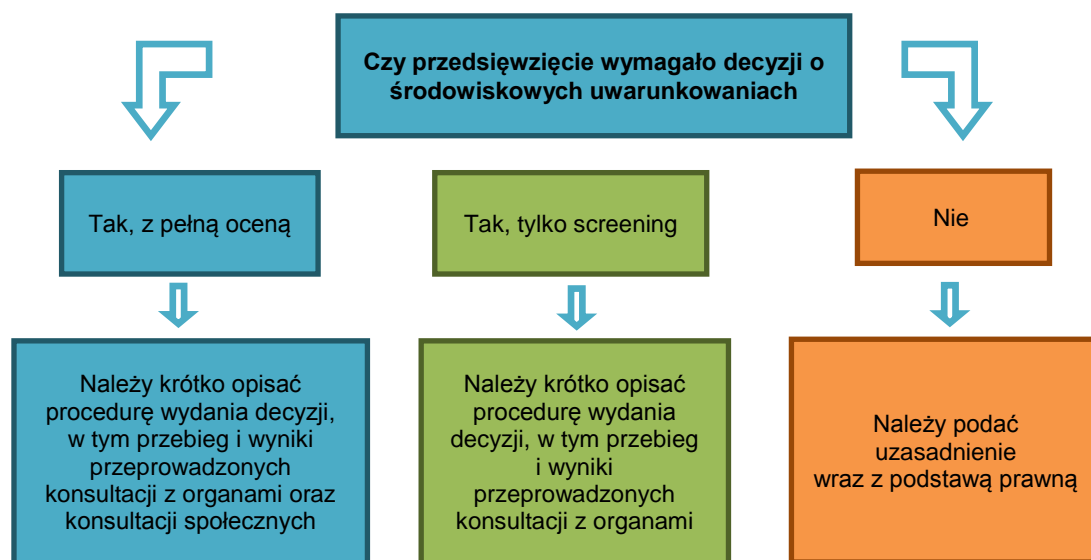 Czy przedsięwzięcie wymagało decyzji o
środowiskowych uwarunkowaniach
Tak, z pełną oceną
Tak, tylko screening
Nie
Należy krótko opisać
procedurę wydania decyzji,
w tym przebieg i wyniki
przeprowadzonych
konsultacji z organami oraz
konsultacji społecznych
Należy krótko opisać
procedurę wydania
decyzji, w tym przebieg
i wyniki
przeprowadzonych
konsultacji z organami
Należy podać
uzasadnienie
wraz z podstawą prawną